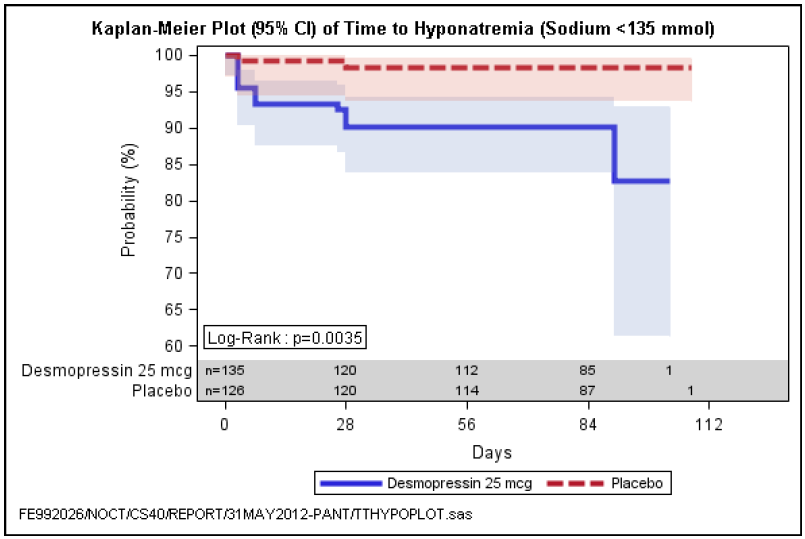 Kaplan-Meier Plot (95% CI) of Time to Hyponatremia (Sodium <135 mmol)
Probability (%)
100
95
90
85
80
75
70
65
60
Log-Rank : p=0.0035
Desmopressin 25 mcg n=135 120 112 85 1
Placebo n=126 120 114 87 1
0 28 56 84 112
Days
Desmopressin 25 mcg Placebo
FE992026/NOCT/CS40/REPORT/31MAY2012-PANT/TTHYPOPLOT.sas